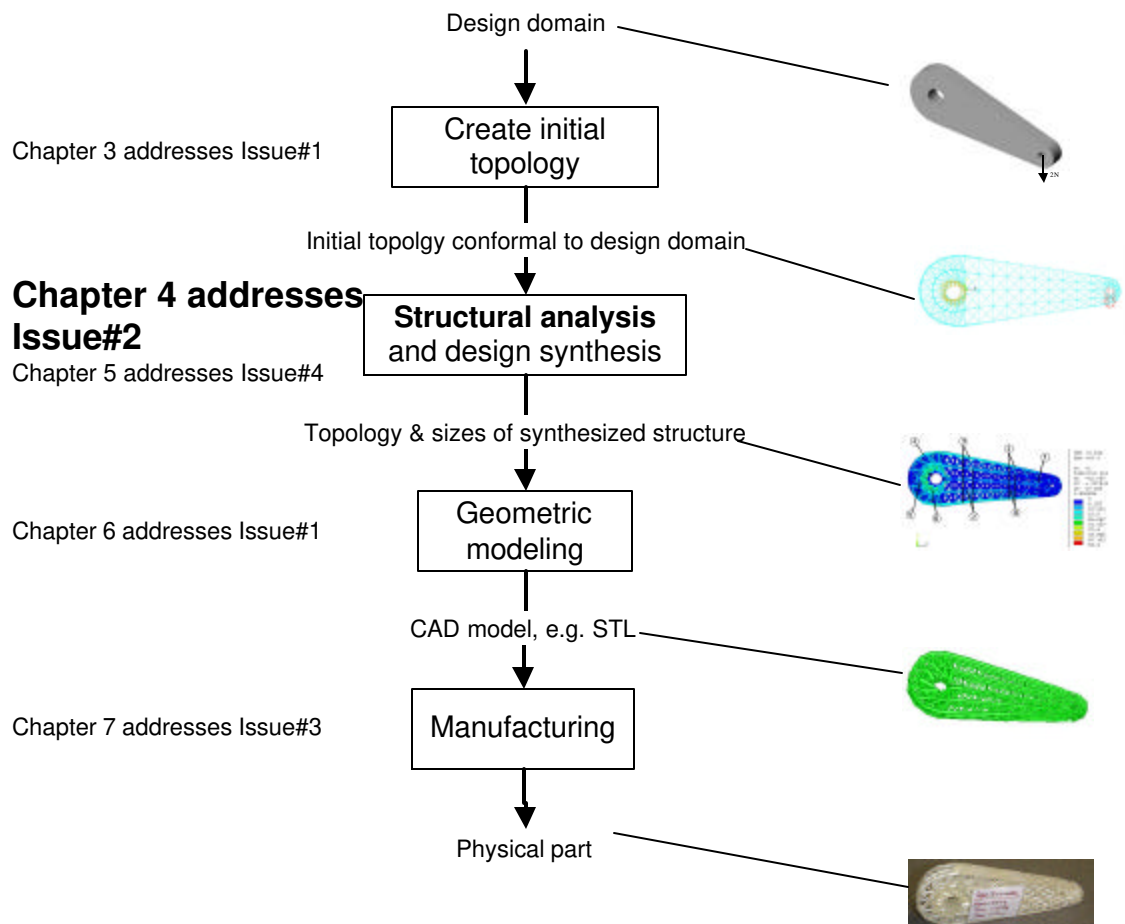 Design domain
Create initial
topology
Chapter 3 addresses Issue#1
2N
Initial topolgy conformal to design domain
Chapter 4 addresses
Issue#2
Structural analysis
and design synthesis
Chapter 5 addresses Issue#4
Topology & sizes of synthesized structure
Geometric
modeling
Chapter 6 addresses Issue#1
CAD model, e.g. STL
Manufacturing
Chapter 7 addresses Issue#3
Physical part